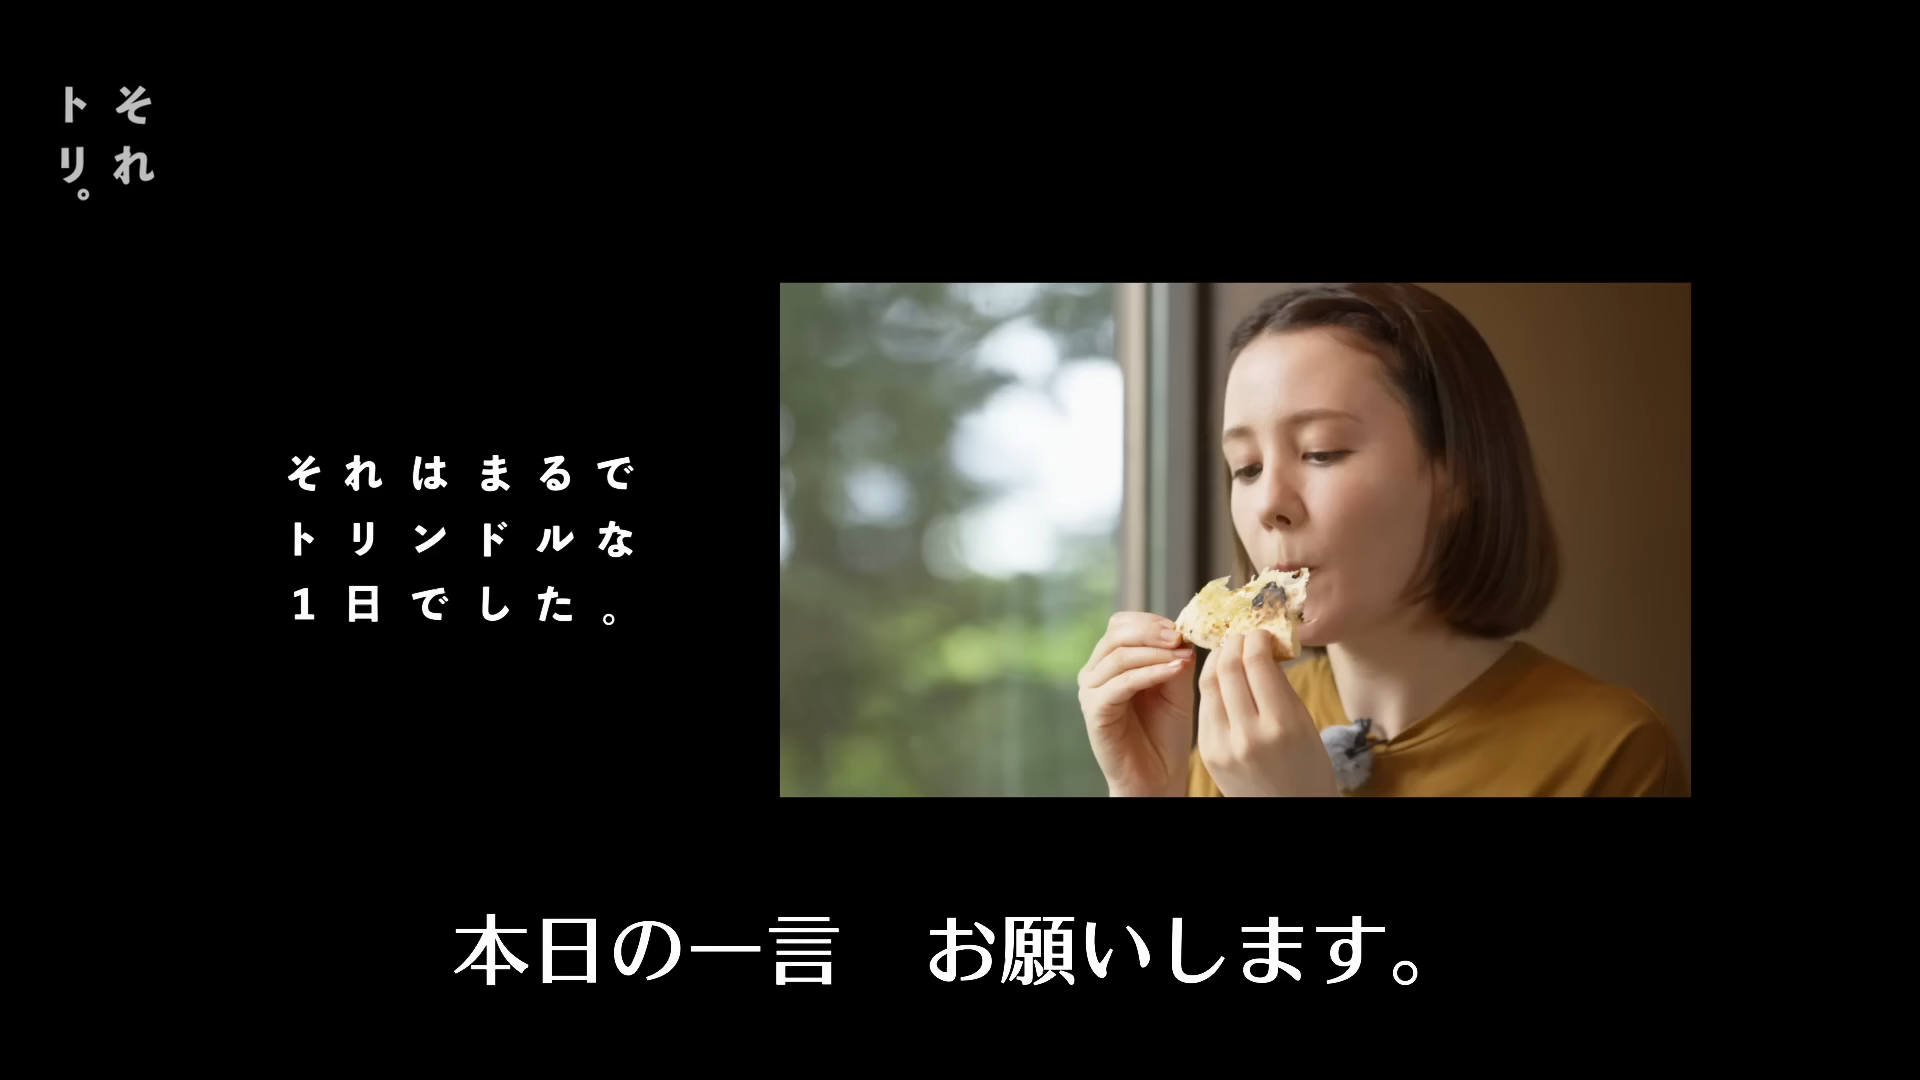 それ
トリ。
それはまるで
トリンドルな
1日でした。
本日の一言　お願いします。